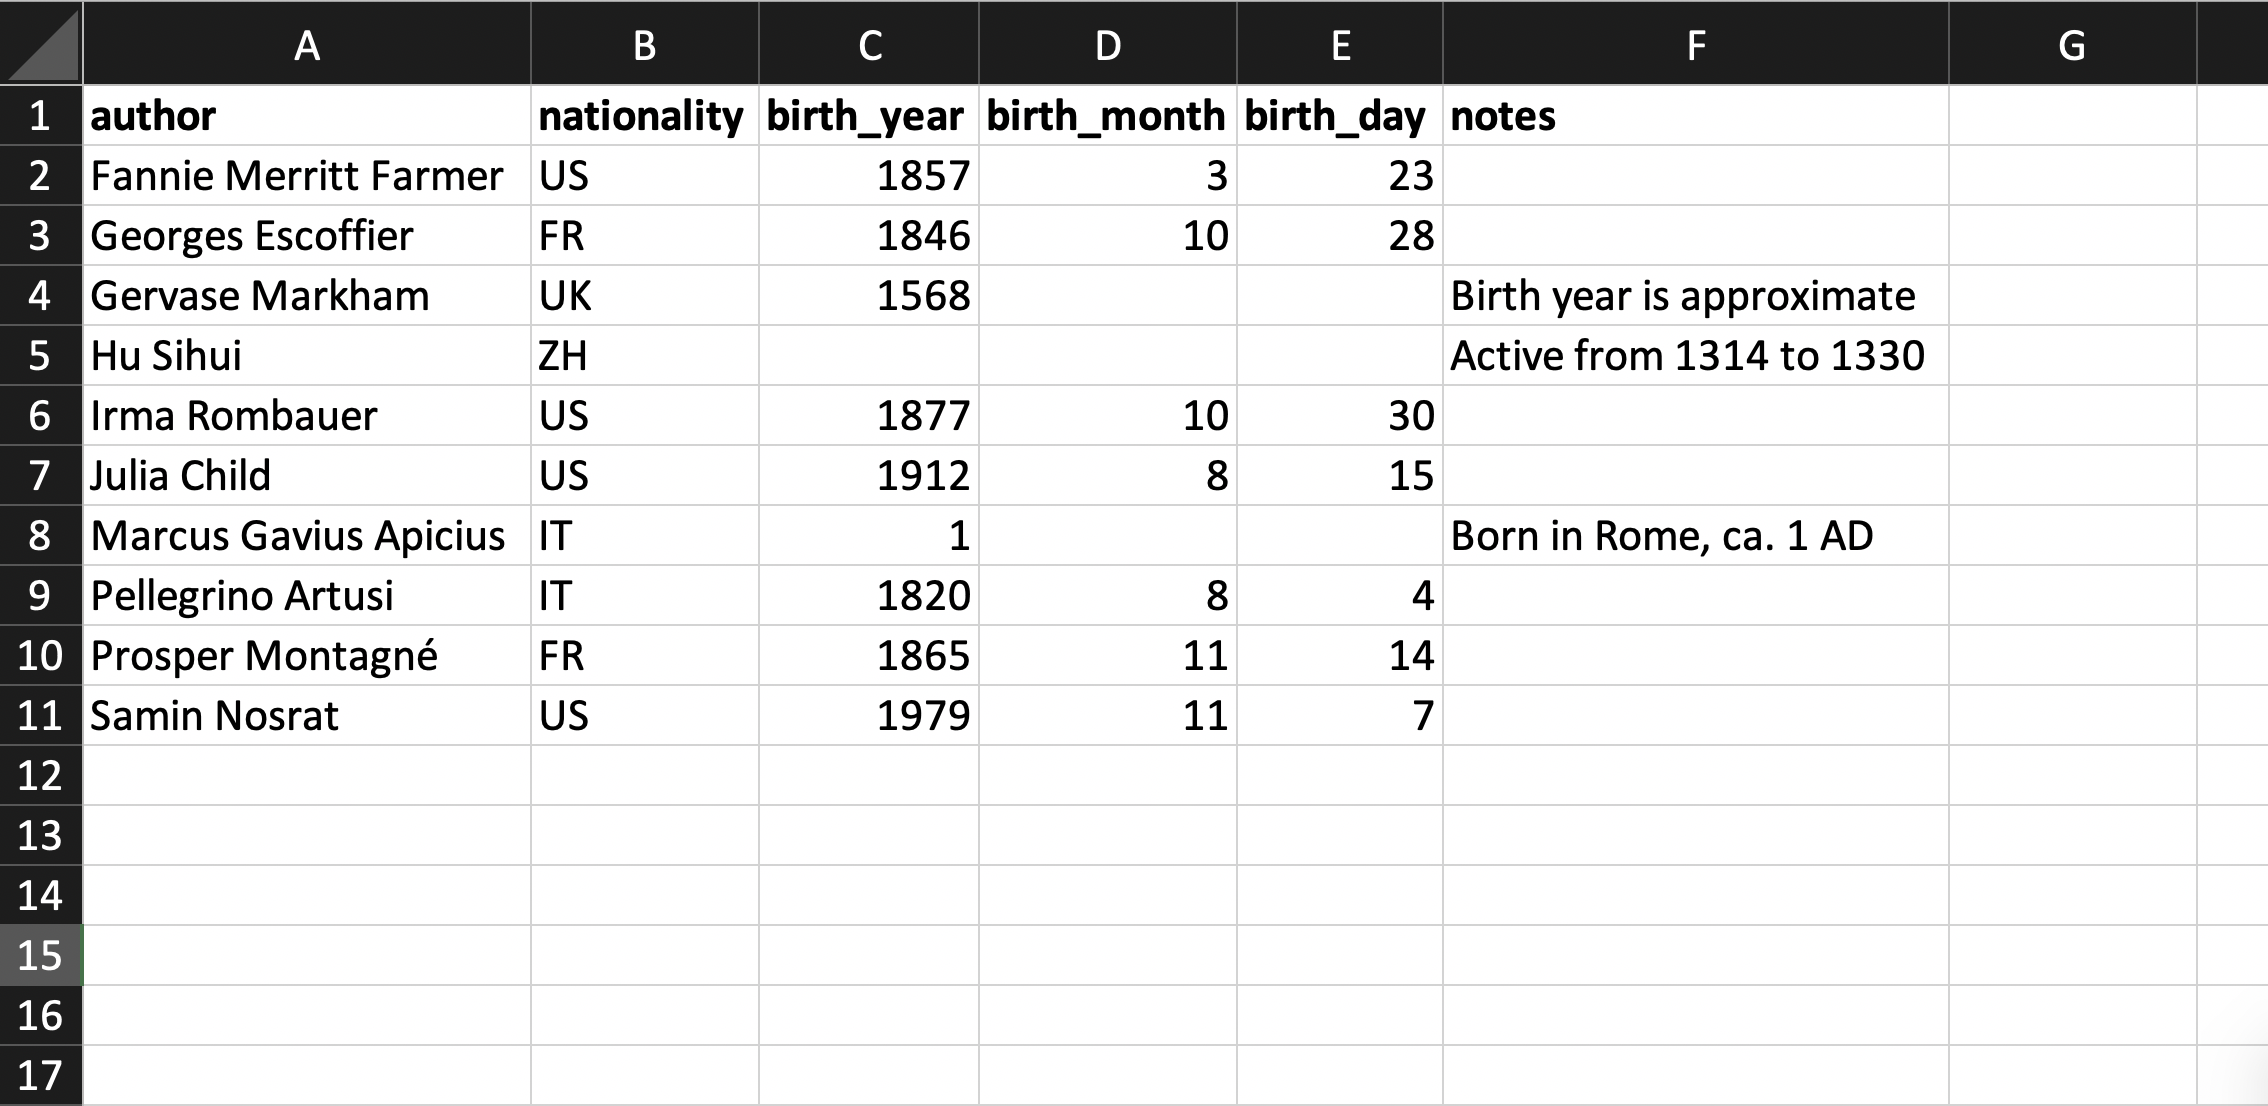 A B C D E F G
1 author nationality birth_year birth_month birth_day notes
2 Fannie Merritt Farmer US 1857 3 23
3 Georges Escoffier FR 1846 10 28
4 Gervase Markham UK 1568 Birth year is approximate
5 Hu Sihui ZH Active from 1314 to 1330
6 Irma Rombauer US 1877 10 30
7 Julia Child US 1912 8 15
8 Marcus Gavius Apicius IT 1 Born in Rome, ca. 1 AD
9 Pellegrino Artusi IT 1820 8 4
10 Prosper Montagné FR 1865 11 14
11 Samin Nosrat US 1979 11 7
12
13
14
15
16
17